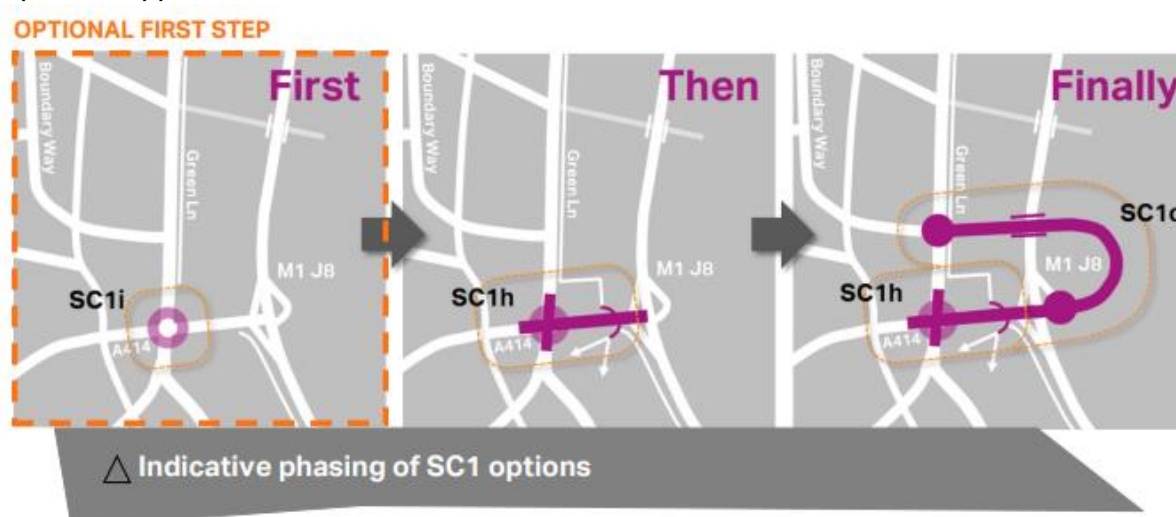 OPTIONAL FIRST STEP
First
Boundary Way
Green Ln
M1 J8
SC1i
A414
Then
Boundary Way
Green Ln
M1 J8
SC1h
A414
Finally
Boundary Way
Green Ln
SC1c
M1 J8
SC1h
A414
△ Indicative phasing of SC1 options